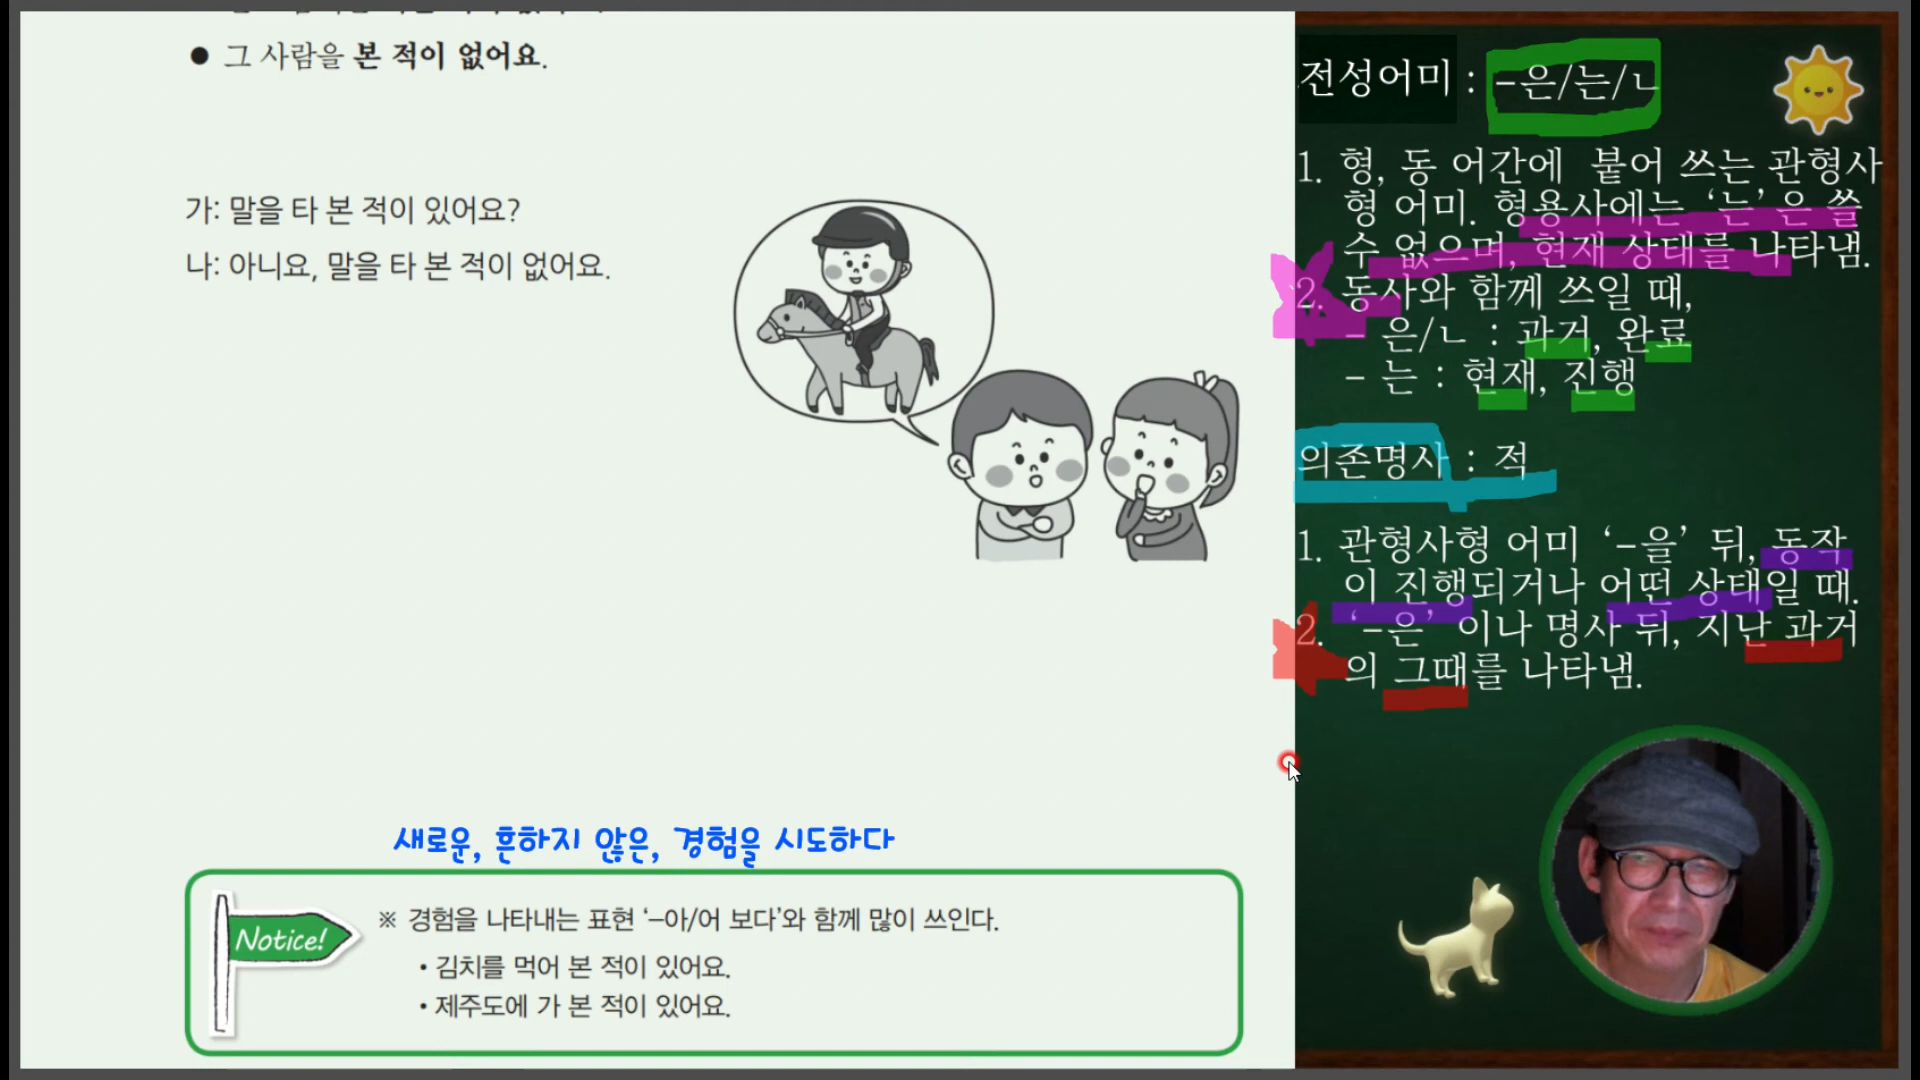 ● 그 사람을 본 적이 없어요.
가: 말을 타 본 적이 있어요?
나: 아니요, 말을 타 본 적이 없어요.
새로운, 흔하지 않은, 경험을 시도하다
Notice!
※ 경험을 나타내는 표현 ‘–아/어 보다’와 함께 많이 쓰인다.
• 김치를 먹어 본 적이 있어요.
• 제주도에 가 본 적이 있어요.
전성어미 : –은/는/ㄴ
1. 형, 동 어간에 붙어 쓰는 관형사
형 어미. 형용사에는 ‘는’ 은 쓸
수 없으며, 현재 상태를 나타냄.
2. 동사와 함께 쓰일 때,
– 은/ㄴ : 과거, 완료
– 는 : 현재, 진행
의존명사 : 적
1. 관형사형 어미 ‘–을’ 뒤, 동작
이 진행되거나 어떤 상태일 때.
2. ‘–은’ 이나 명사 뒤, 지난 과거
의 그때를 나타냄.